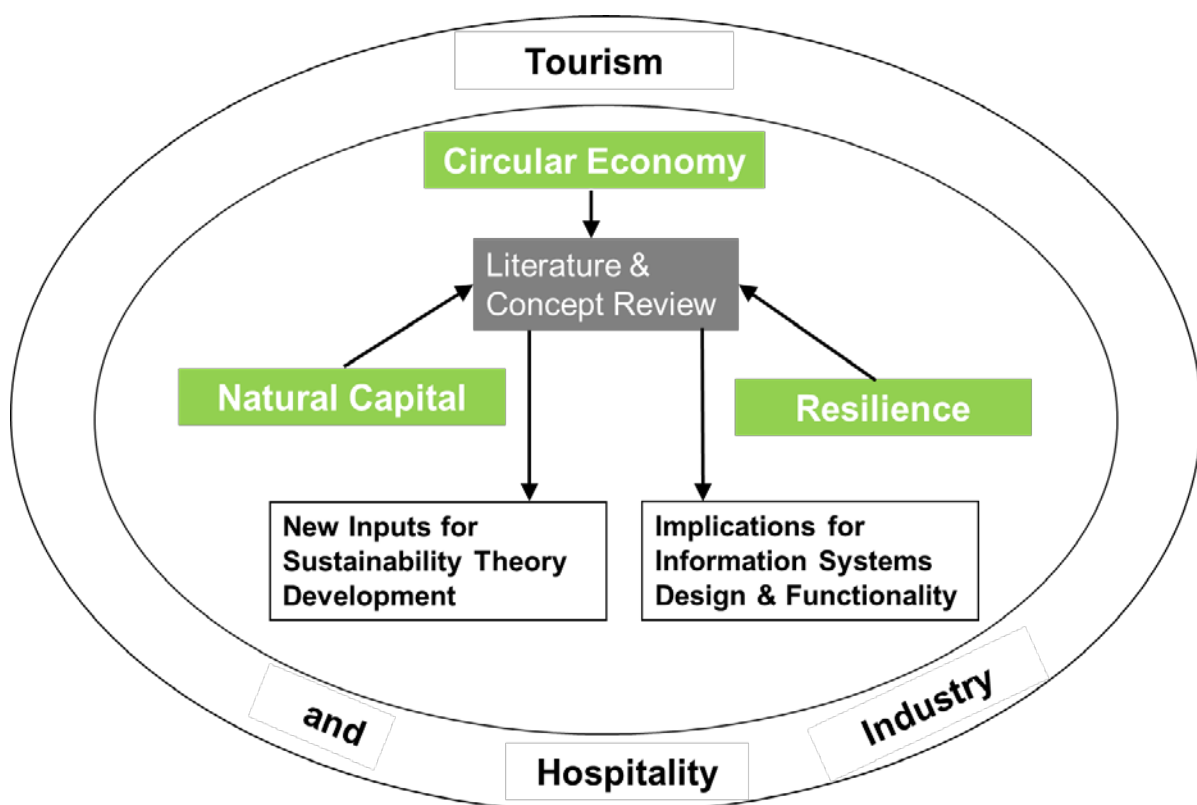 Tourism
Circular Economy
Literature &
Concept Review
Natural Capital
Resilience
New Inputs for
Sustainability Theory
Development
Implications for
Information Systems
Design & Functionality
and
Hospitality
Industry